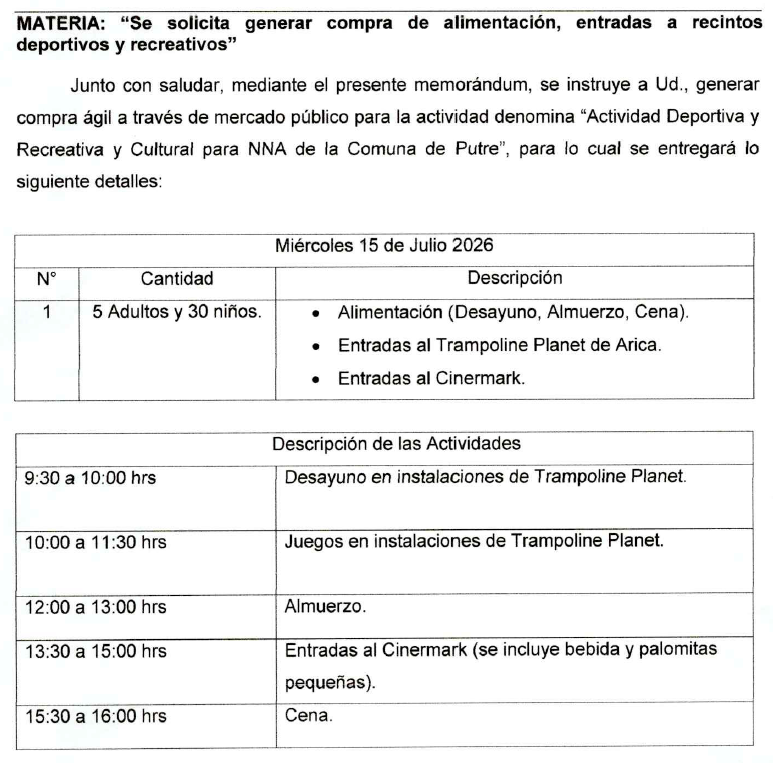 MATERIA: “Se solicita generar compra de alimentación, entradas a recintos
deportivos y recreativos”
Junto con saludar, mediante el presente memorándum, se instruye a Ud., generar
compra ágil a través de mercado público para la actividad denomina “Actividad Deportiva y
Recreativa y Cultural para NNA de la Comuna de Putre”, para lo cual se entregará lo
siguiente detalles:
Miércoles 15 de Julio 2026
N° Cantidad Descripción
1 5 Adultos y 30 niños. • Alimentación (Desayuno, Almuerzo, Cena).
• Entradas al Trampoline Planet de Arica.
• Entradas al Cinermark.
Descripción de las Actividades
9:30 a 10:00 hrs Desayuno en instalaciones de Trampoline Planet.
10:00 a 11:30 hrs Juegos en instalaciones de Trampoline Planet.
12:00 a 13:00 hrs Almuerzo.
13:30 a 15:00 hrs Entradas al Cinermark (se incluye bebida y palomitas
pequeñas).
15:30 a 16:00 hrs Cena.